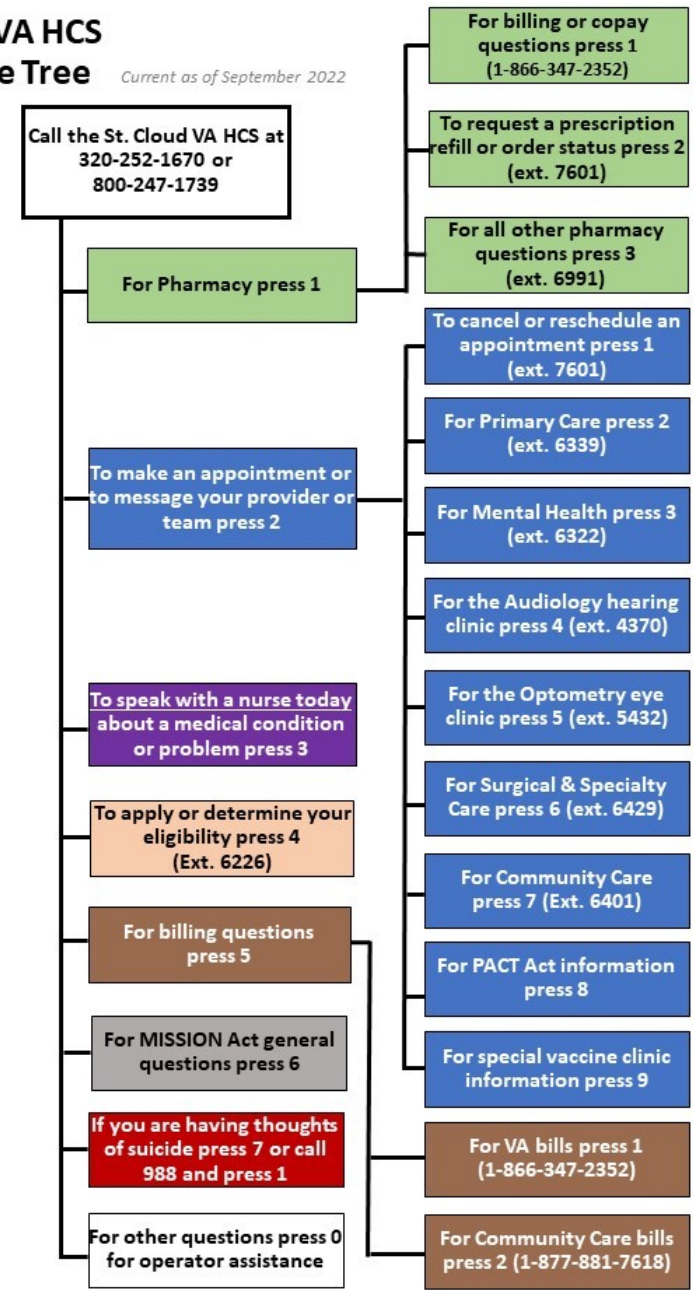 VA HCS
e Tree
Current as of September 2022
Call the St. Cloud VA HCS at
320-252-1670 or
800-247-1739
For Pharmacy press 1
For billing or copay
questions press 1
(1-866-347-2352)
To request a prescription
refill or order status press 2
(ext. 7601)
For all other pharmacy
questions press 3
(ext. 6991)
To make an appointment or
to message your provider or
team press 2
To cancel or reschedule an
appointment press 1
(ext. 7601)
For Primary Care press 2
(ext. 6339)
For Mental Health press 3
(ext. 6322)
For the Audiology hearing
clinic press 4 (ext. 4370)
For the Optometry eye
clinic press 5 (ext. 5432)
For Surgical & Specialty
Care press 6 (ext. 6429)
For Community Care
press 7 (Ext. 6401)
For PACT Act information
press 8
For special vaccine clinic
information press 9
To speak with a nurse today
about a medical condition
or problem press 3
To apply or determine your
eligibility press 4
(Ext. 6226)
For billing questions
press 5
For VA bills press 1
(1-866-347-2352)
For Community Care bills
press 2 (1-877-881-7618)
For MISSION Act general
questions press 6
If you are having thoughts
of suicide press 7 or call
988 and press 1
For other questions press 0
for operator assistance